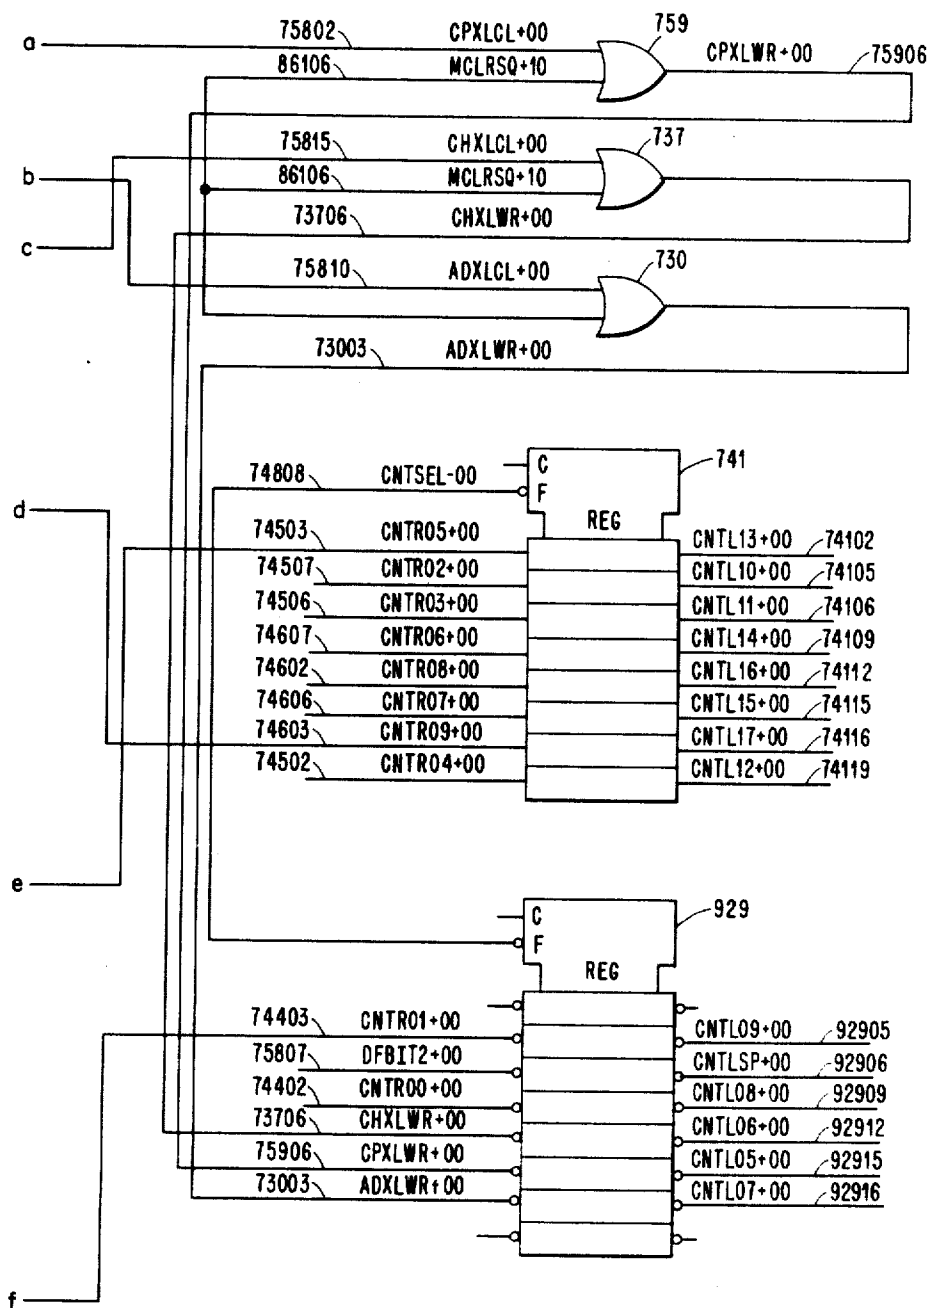 a 75802 CPXLCL+00 759 CPXLWR+00 75906
86106 MCLRSQ+10
75815 CHXLCL+00 737
b 86106 MCLRSQ+10
73706 CHXLWR+00
c
75810 ADXLCL+00 730
73003 ADXLWR+00
741
C
74808 CNTSEL-00 F
d REG
74503 CNTR05+00 CNTL13+00 74102
74507 CNTR02+00 CNTL10+00 74105
74506 CNTR03+00 CNTL11+00 74106
74607 CNTR06+00 CNTL14+00 74109
74602 CNTR08+00 CNTL16+00 74112
74606 CNTR07+00 CNTL15+00 74115
74603 CNTR09+00 CNTL17+00 74116
74502 CNTR04+00 CNTL12+00 74119
e
929
C
F
REG
74403 CNTR01+00 CNTL09+00 92905
75807 DFBIT2+00 CNTLSP+00 92906
74402 CNTR00+00 CNTL08+00 92909
73706 CHXLWR+00 CNTL06+00 92912
75906 CPXLWR+00 CNTL05+00 92915
73003 ADXLWR+00 CNTL07+00 92916
f